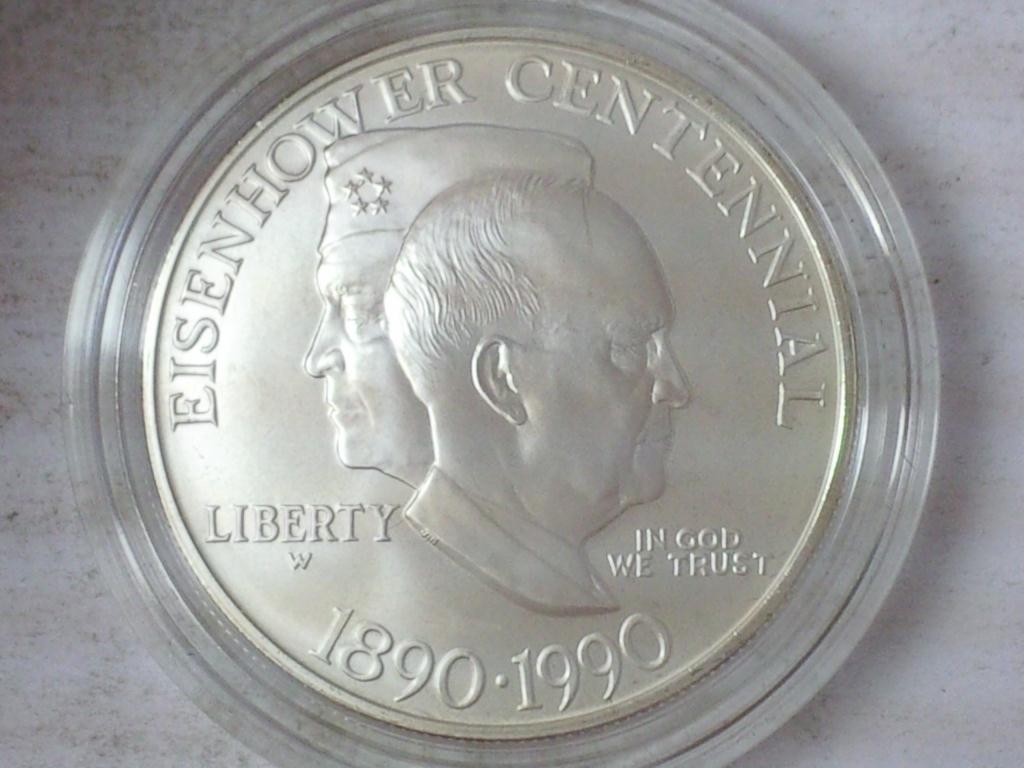 EISENHOWER CENTENNIAL
LIBERTY
W
IN GOD
WE TRUST
1890·1990